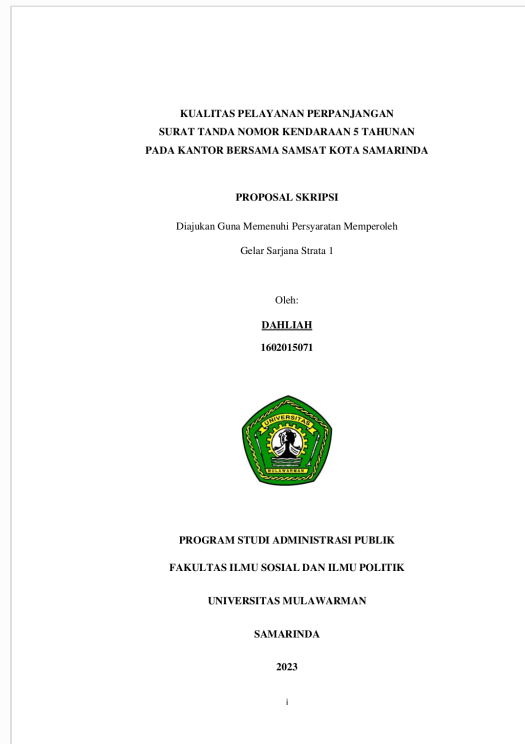 KUALITAS PELAYANAN PERPANJANGAN
SURAT TANDA NOMOR KENDARAAN 5 TAHUNAN
PADA KANTOR BERSAMA SAMSAT KOTA SAMARINDA
PROPOSAL SKRIPSI
Diajukan Guna Memenuhi Persyaratan Memperoleh
Gelar Sarjana Strata 1
Oleh:
DAHLIAH
1602015071
UNIVERSITAS
MULAWARMAN
PROGRAM STUDI ADMINISTRASI PUBLIK
FAKULTAS ILMU SOSIAL DAN ILMU POLITIK
UNIVERSITAS MULAWARMAN
SAMARINDA
2023
i